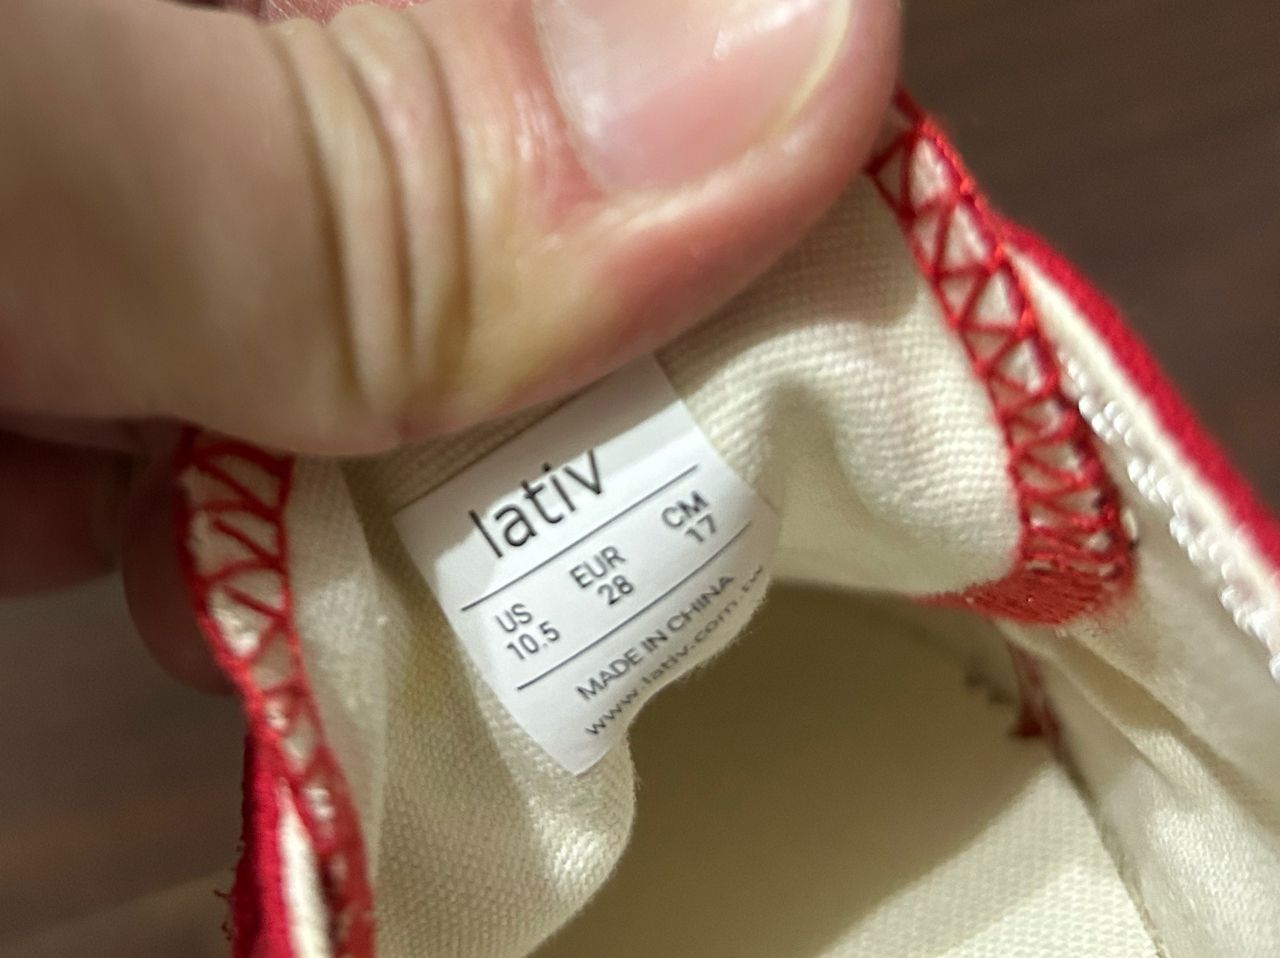 lativ
US EUR CM
10.5 28 17
MADE IN CHINA
www.lativ.com.tw